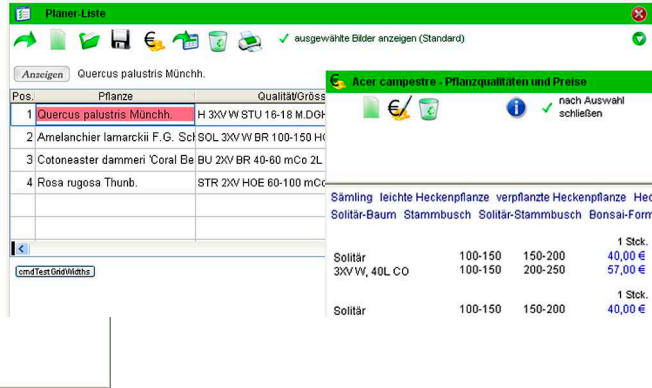 Planer-Liste
ausgewählte Bilder anzeigen (Standard)
Anzeigen Quercus palustris Münchh.
Pos. Pflanze Qualität/Gröss
1 Quercus palustris Münchh. H 3XV W STU 16-18 M.DGH
2 Amelanchier lamarckii F.G. Sch SOL 3XV W BR 100-150 HO
3 Cotoneaster dammeri 'Coral Be BU 2XV BR 40-60 mCo 2L
4 Rosa rugosa Thunb. STR 2XV HOE 60-100 mCo
cmdTestGridWidths
Acer campestre - Pflanzqualitäten und Preise
nach Auswahl
schließen
Sämling leichte Heckenpflanze verpflanzte Heckenpflanze Hec
Solitär-Baum Stammbusch Solitär-Stammbusch Bonsai-Form
1 Stck.
Solitär 100-150 150-200 40,00 €
3XV W, 40L CO 100-150 200-250 57,00 €
1 Stck.
Solitär 100-150 150-200 40,00 €